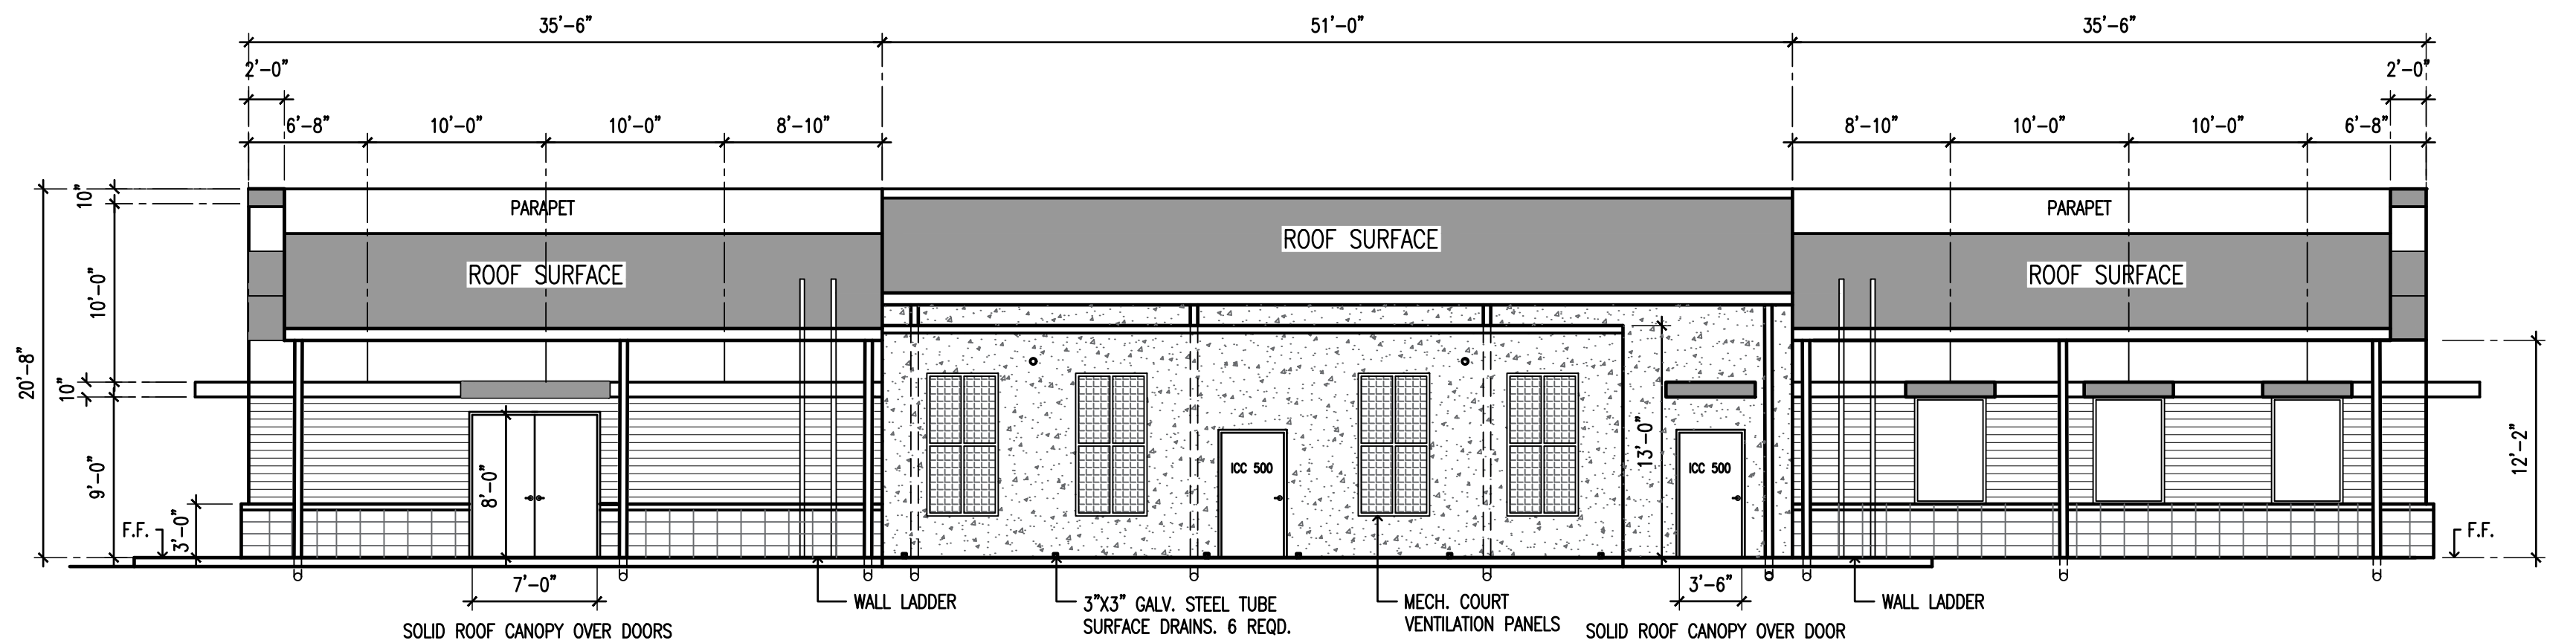 35'-6" 51'-0" 35'-6"
2'-0" 2'-0"
6'-8" 10'-0" 10'-0" 8'-10" 8'-10" 10'-0" 10'-0" 6'-8"
10"
PARAPET PARAPET
ROOF SURFACE
ROOF SURFACE ROOF SURFACE
10'-0"
20'-8"
10"
9'-0"
12'-2"
13'-0"
8'-0"
ICC 500 ICC 500
3'-0"
F.F. F.F.
7'-0" 3'-6"
WALL LADDER 3"X3" GALV. STEEL TUBE MECH. COURT WALL LADDER
SURFACE DRAINS. 6 REQD. VENTILATION PANELS
SOLID ROOF CANOPY OVER DOORS SOLID ROOF CANOPY OVER DOOR